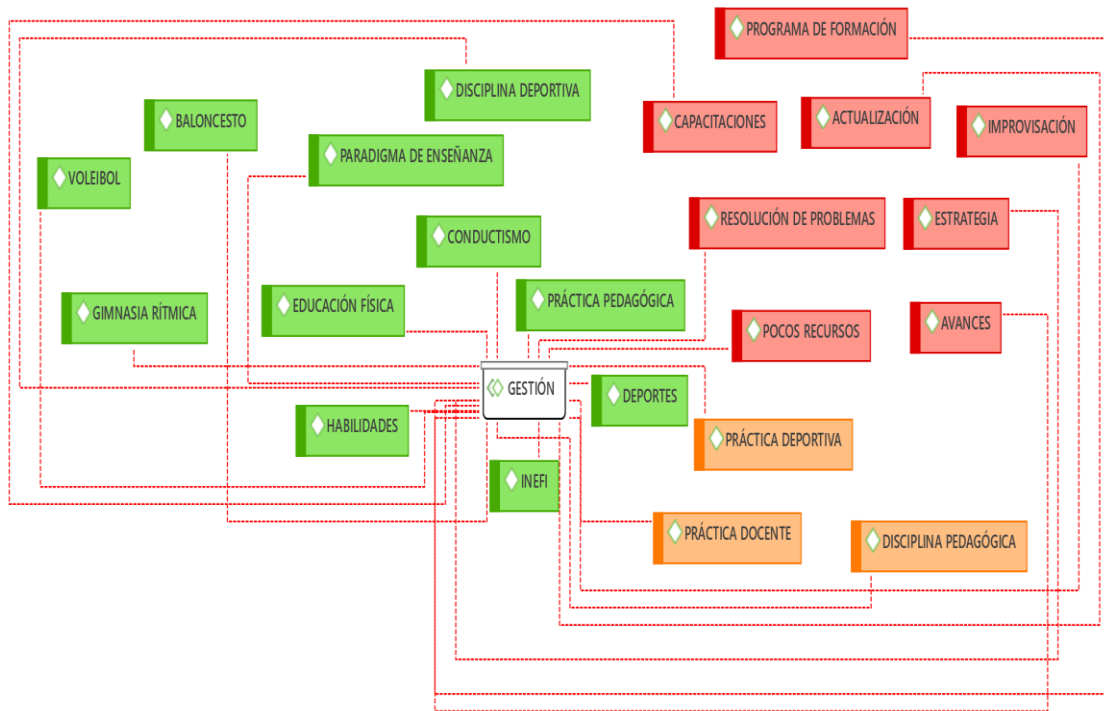 PROGRAMA DE FORMACIÓN
DISCIPLINA DEPORTIVA
BALONCESTO
CAPACITACIONES
ACTUALIZACIÓN
IMPROVISACIÓN
PARADIGMA DE ENSEÑANZA
VOLEIBOL
RESOLUCIÓN DE PROBLEMAS
ESTRATEGIA
CONDUCTISMO
GIMNASIA RÍTMICA
EDUCACIÓN FÍSICA
PRÁCTICA PEDAGÓGICA
POCOS RECURSOS
AVANCES
GESTIÓN
DEPORTES
HABILIDADES
PRÁCTICA DEPORTIVA
INEFI
PRÁCTICA DOCENTE
DISCIPLINA PEDAGÓGICA